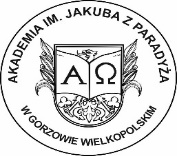 AKADEMIA IM. JAKUBA Z PARADYŻA
A Ω
W GORZOWIE WIELKOPOLSKIM